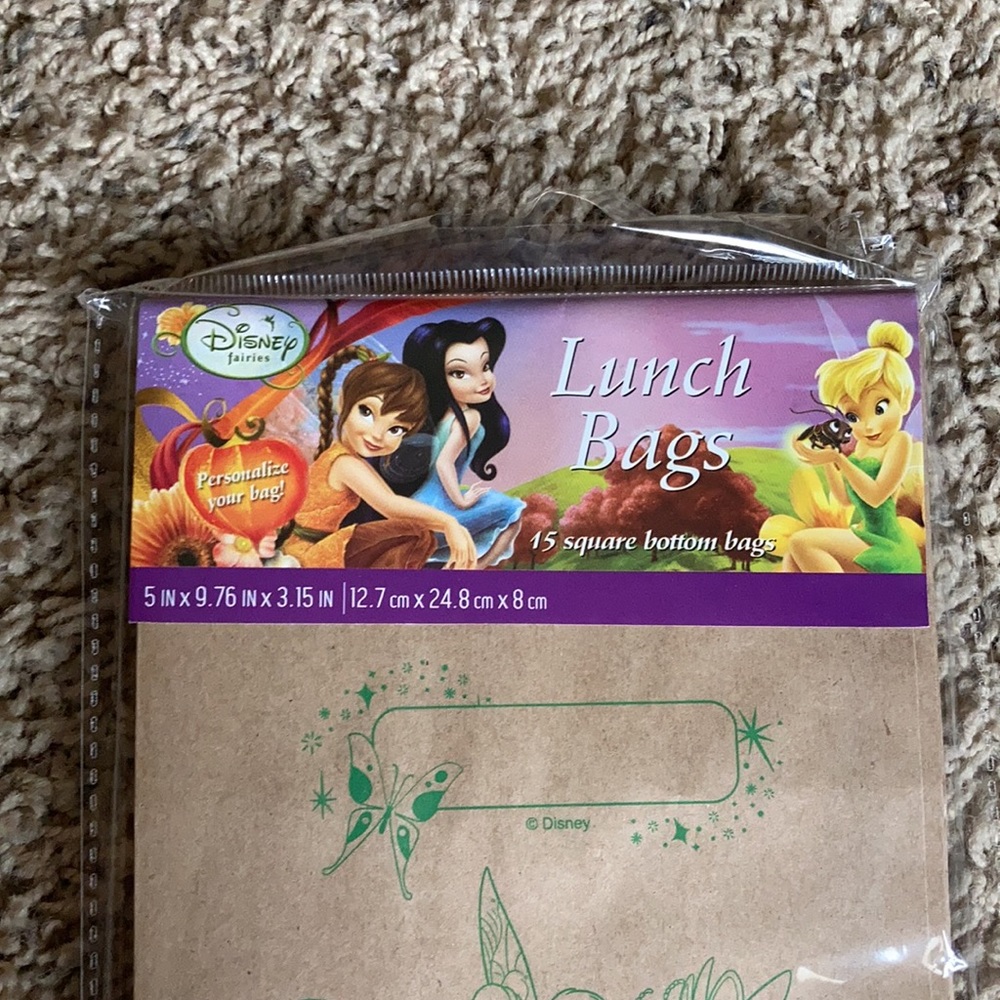 Disney
fairies
Lunch
Bags
Personalize
your bag!
15 square bottom bags
5 IN x 9.76 IN x 3.15 IN | 12.7 cm x 24.8 cm x 8 cm
© Disney